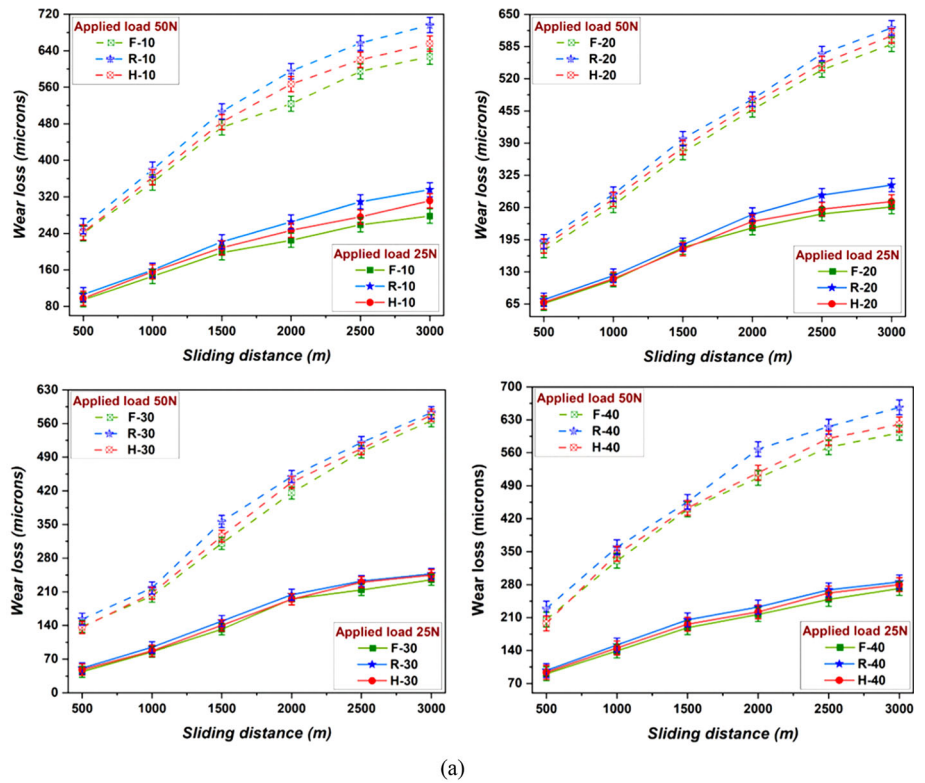 Applied load 50N
F-10
R-10
H-10
Applied load 25N
F-10
R-10
H-10
720
640
560
480
400
320
240
160
80
500
1000
1500
2000
2500
3000
Wear loss (microns)
Sliding distance (m)
Applied load 50N
F-20
R-20
H-20
Applied load 25N
F-20
R-20
H-20
650
585
520
455
390
325
260
195
130
65
500
1000
1500
2000
2500
3000
Wear loss (microns)
Sliding distance (m)
Applied load 50N
F-30
R-30
H-30
Applied load 25N
F-30
R-30
H-30
630
560
490
420
350
280
210
140
70
0
500
1000
1500
2000
2500
3000
Wear loss (microns)
Sliding distance (m)
Applied load 50N
F-40
R-40
H-40
Applied load 25N
F-40
R-40
H-40
700
630
560
490
420
350
280
210
140
70
500
1000
1500
2000
2500
3000
Wear loss (microns)
Sliding distance (m)
(a)